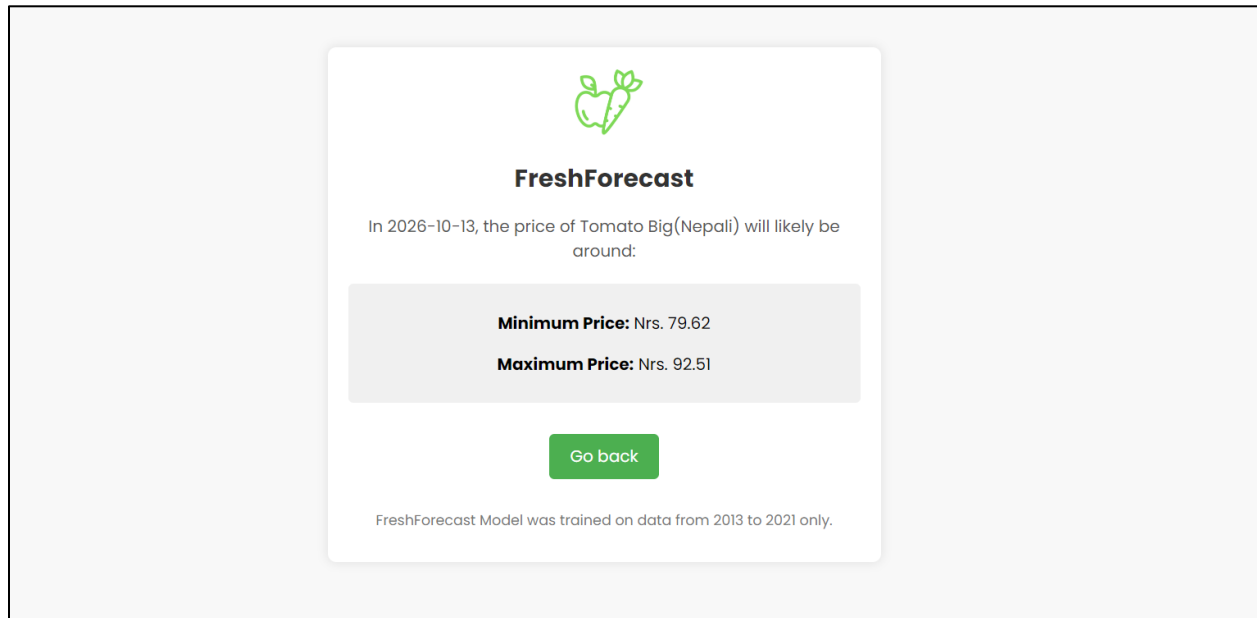 FreshForecast
In 2026-10-13, the price of Tomato Big(Nepali) will likely be
around:
Minimum Price: Nrs. 79.62
Maximum Price: Nrs. 92.51
Go back
FreshForecast Model was trained on data from 2013 to 2021 only.